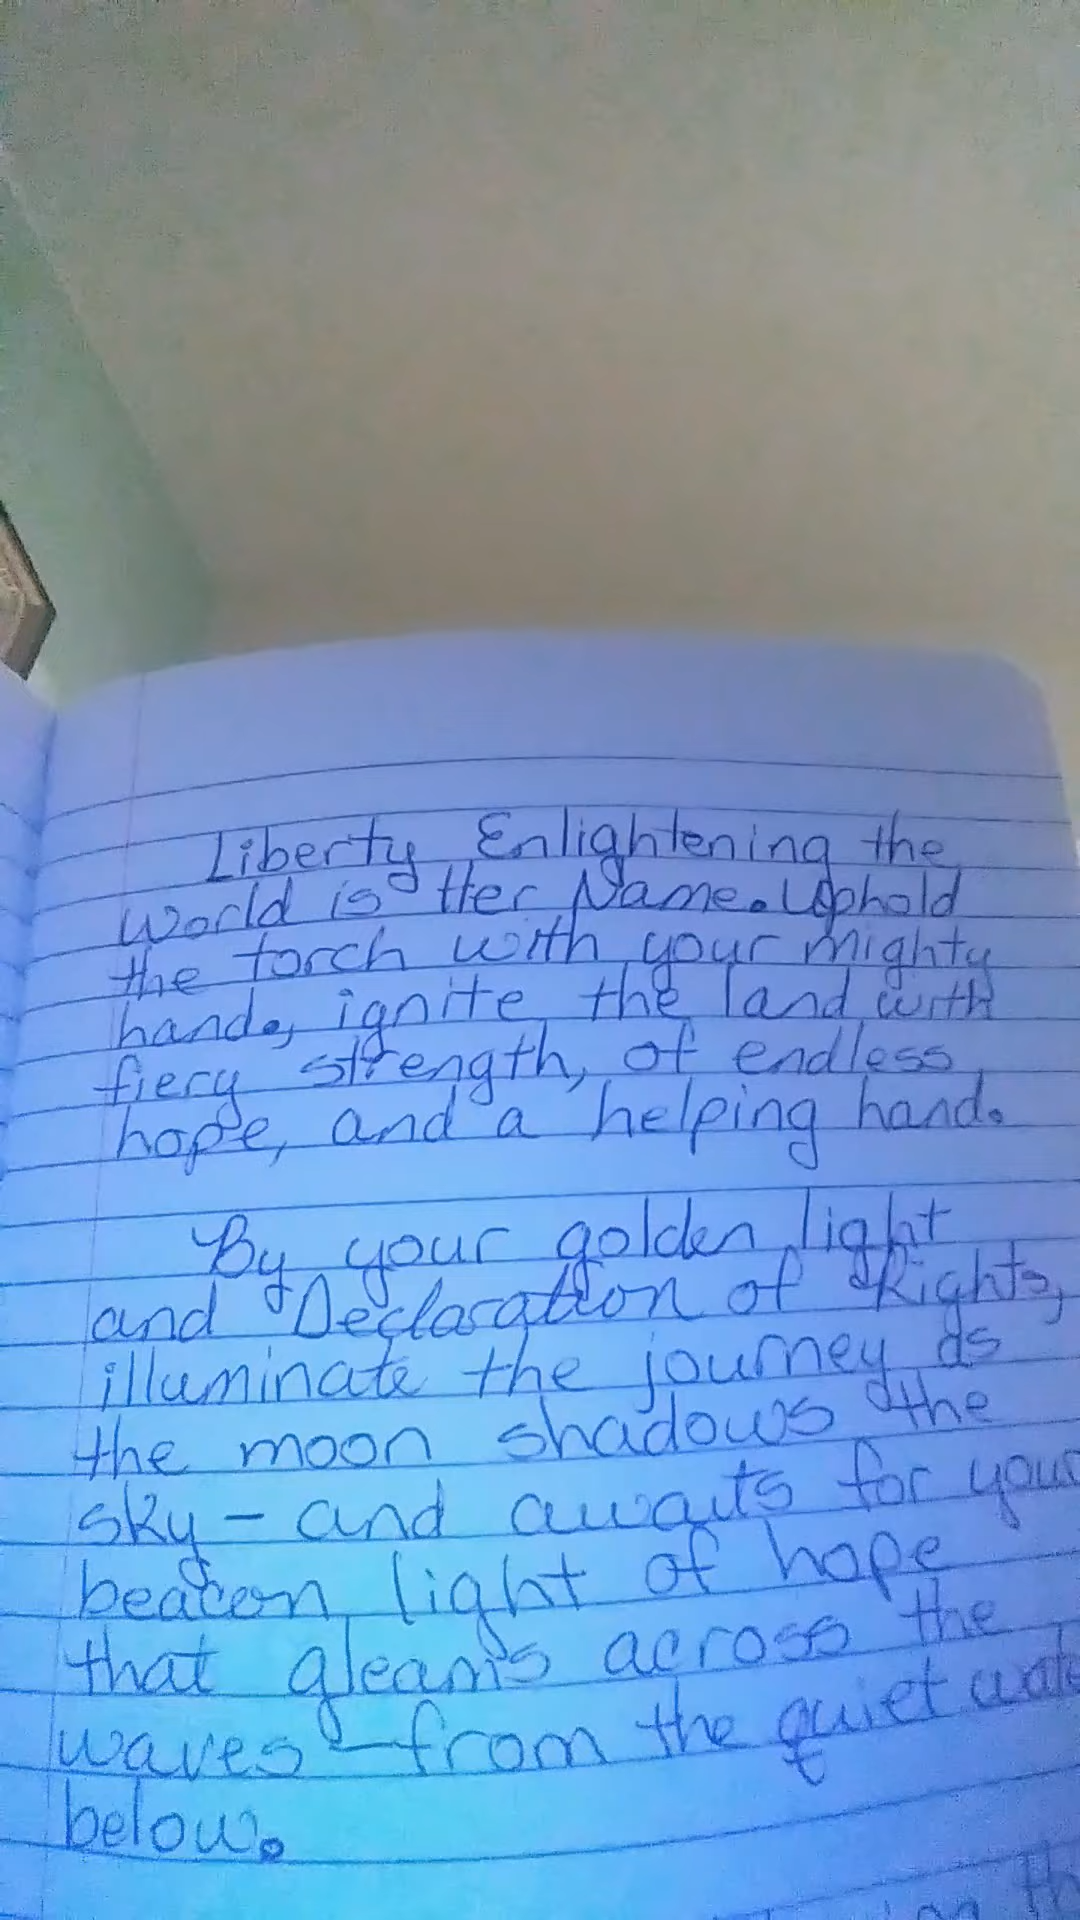 Liberty Enlightening the
World is Her Name. Uphold
the torch with your mighty
hand, ignite the land with
fiery strength, of endless
hope, and a helping hand.
By your golden light
and Declaration of Rights,
illuminate the journey as
the moon shadows the
sky - and awaits for your
beacon light of hope
that gleams across the
waves - from the quiet
below.